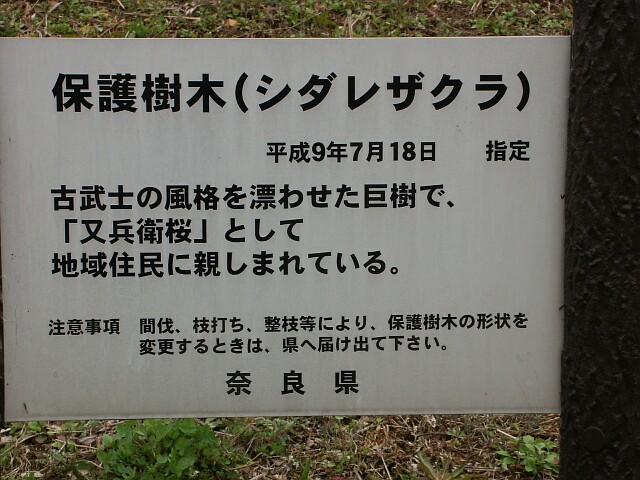 保護樹木(シダレザクラ)
平成9年7月18日　指定
古武士の風格を漂わせた巨樹で、
「又兵衛桜」として
地域住民に親しまれている。
注意事項　間伐、枝打ち、整枝等により、保護樹木の形状を
変更するときは、県へ届け出て下さい。
奈良県